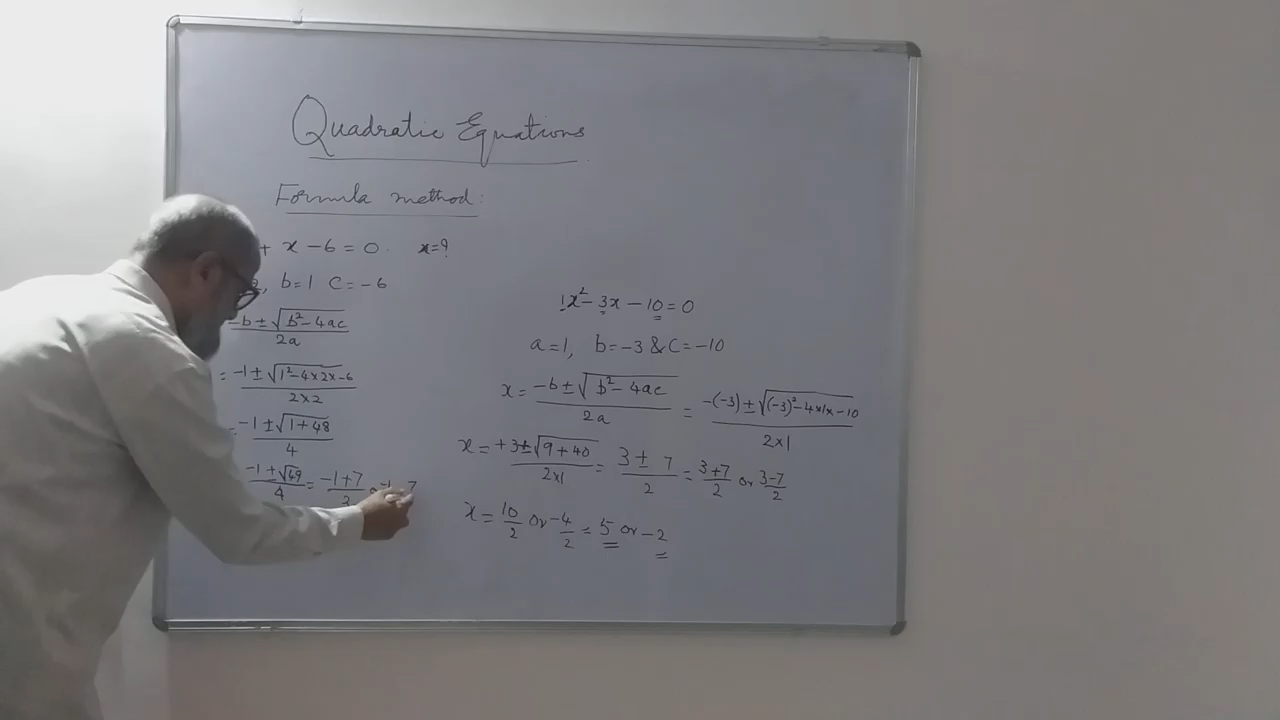 Quadratic Equations
Formula method:
+ x - 6 = 0. x=?
, b=1 C=-6
-b±√b²-4ac
2a
= -1±√1²-4×2×-6
2×2
= -1±√1+48
4
-1±√49 = -1+7
4
1x²-3x-10=0
a=1, b=-3 & C=-10
x = -b±√b²-4ac = -(-3)±√(-3)²-4×1×-10
2a 2×1
x = +3±√9+40 = 3±7 = 3+7 or 3-7
2×1 2 2 2
x = 10 or -4 = 5 or -2
2 2